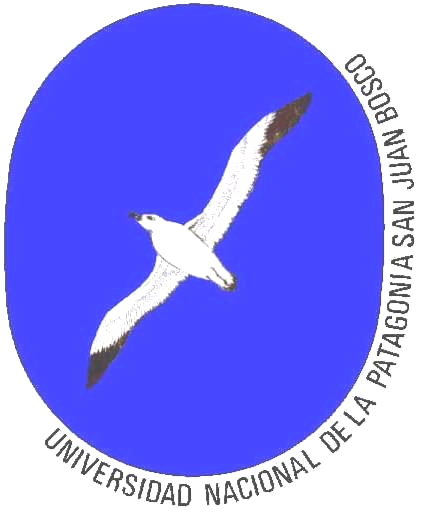 UNIVERSIDAD NACIONAL DE LA PATAGONIA SAN JUAN BOSCO